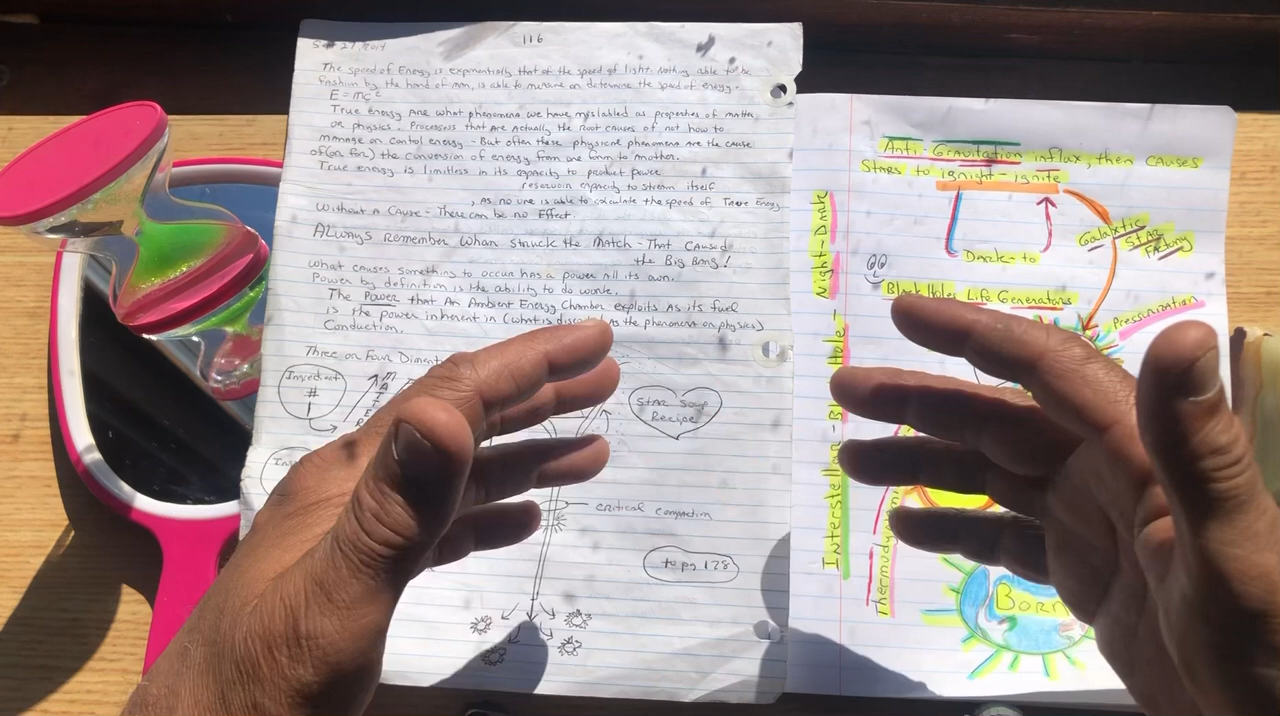 116
The speed of Energy is exponentially that of the speed of light. Nothing able to be
fashion by the hand of man, is able to measure or determine the speed of energy.
E = mc²
True energy are what phenomena we have mislabled as properties of matter
or physics. Processes that are actually the root causes of not how to
manage or control energy - But often these physical phenomena are the cause
of (or for) the conversion of energy from one form to another.
True energy is limitless in its capacity to product power
reservoir capacity to stream itself
, As no one is able to calculate the speed of True Energy
Without A Cause - There can be no Effect.
Always remember when struck the Match - That caused
the Big Bang!
What causes something to occur has a power all its own.
Power by definition is the ability to do work.
The Power that An Ambient Energy Chamber exploits As its fuel
is the power inherent in (what is as the phenomena or physics)
Conduction.
Three or Four
Ingredient
#
1
MATTER
Star Soup
Recipe
critical compaction
to pg 128
Anti-Gravitation influx, then causes
Stars to ignight-ignite
Dark-to
Galaxtic
Star
Factory
Black Holes Life Generators
Pressurization
Interstellar - Hole - Night-Dark
Born